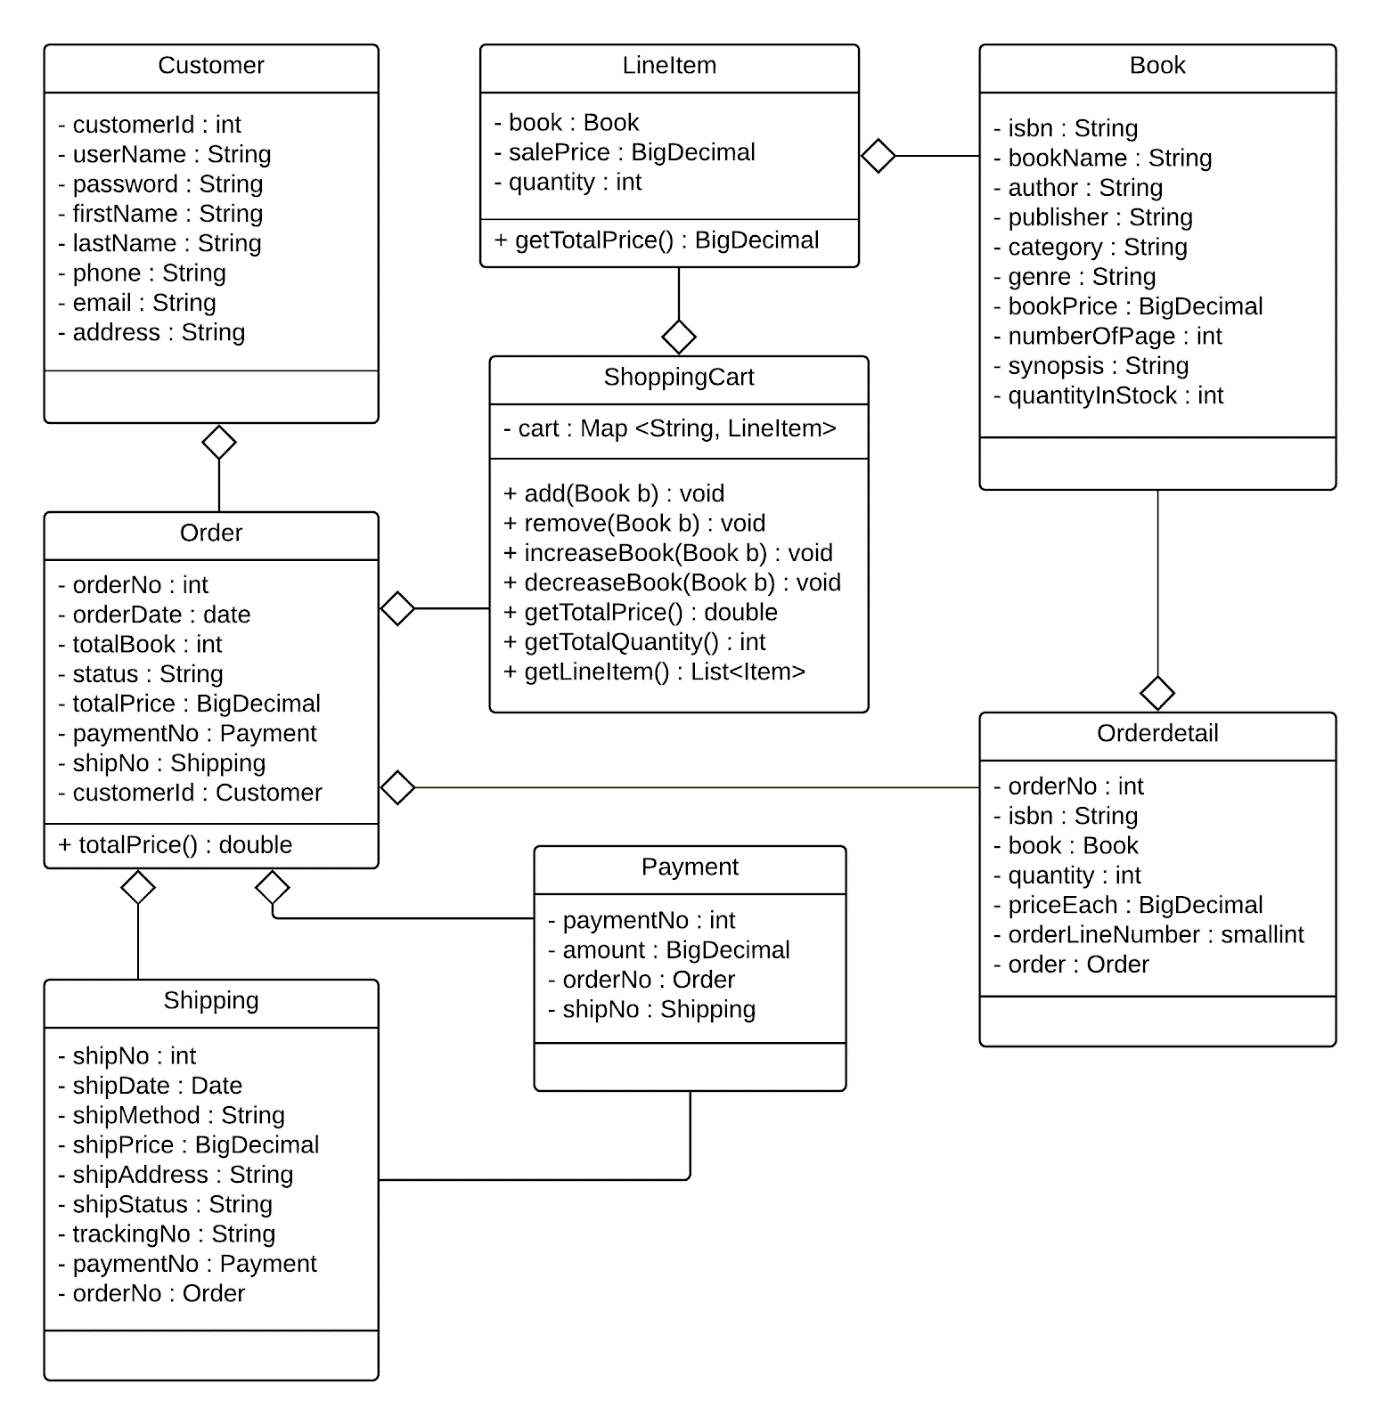 Customer
- customerId : int
- userName : String
- password : String
- firstName : String
- lastName : String
- phone : String
- email : String
- address : String
LineItem
- book : Book
- salePrice : BigDecimal
- quantity : int
+ getTotalPrice() : BigDecimal
Book
- isbn : String
- bookName : String
- author : String
- publisher : String
- category : String
- genre : String
- bookPrice : BigDecimal
- numberOfPage : int
- synopsis : String
- quantityInStock : int
ShoppingCart
- cart : Map <String, LineItem>
+ add(Book b) : void
+ remove(Book b) : void
+ increaseBook(Book b) : void
+ decreaseBook(Book b) : void
+ getTotalPrice() : double
+ getTotalQuantity() : int
+ getLineItem() : List<Item>
Order
- orderNo : int
- orderDate : date
- totalBook : int
- status : String
- totalPrice : BigDecimal
- paymentNo : Payment
- shipNo : Shipping
- customerId : Customer
+ totalPrice() : double
Orderdetail
- orderNo : int
- isbn : String
- book : Book
- quantity : int
- priceEach : BigDecimal
- orderLineNumber : smallint
- order : Order
Payment
- paymentNo : int
- amount : BigDecimal
- orderNo : Order
- shipNo : Shipping
Shipping
- shipNo : int
- shipDate : Date
- shipMethod : String
- shipPrice : BigDecimal
- shipAddress : String
- shipStatus : String
- trackingNo : String
- paymentNo : Payment
- orderNo : Order